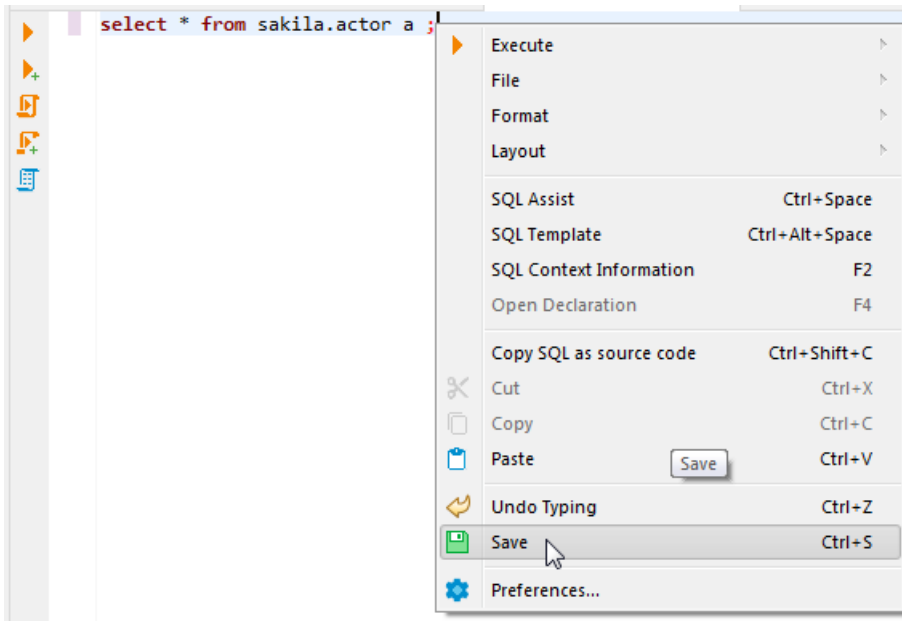 select * from sakila.actor a ;
Execute
File
Format
Layout
SQL Assist Ctrl+Space
SQL Template Ctrl+Alt+Space
SQL Context Information F2
Open Declaration F4
Copy SQL as source code Ctrl+Shift+C
Cut Ctrl+X
Copy Ctrl+C
Paste Save Ctrl+V
Undo Typing Ctrl+Z
Save Ctrl+S
Preferences...